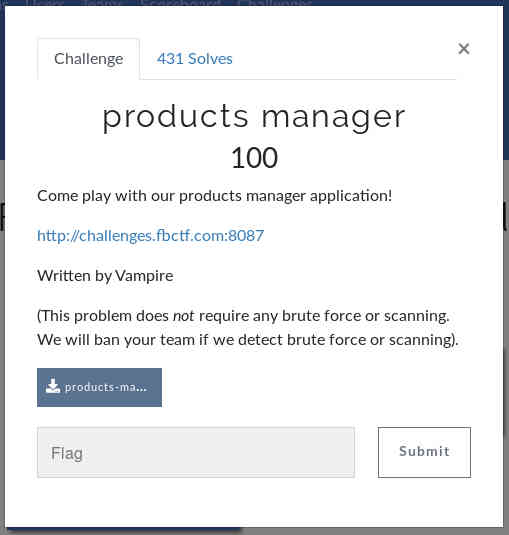 Users Teams Scoreboard Challenges
Challenge 431 Solves ×
products manager
100
Come play with our products manager application!
http://challenges.fbctf.com:8087
Written by Vampire
(This problem does not require any brute force or scanning.
We will ban your team if we detect brute force or scanning).
products-ma...
Flag Submit